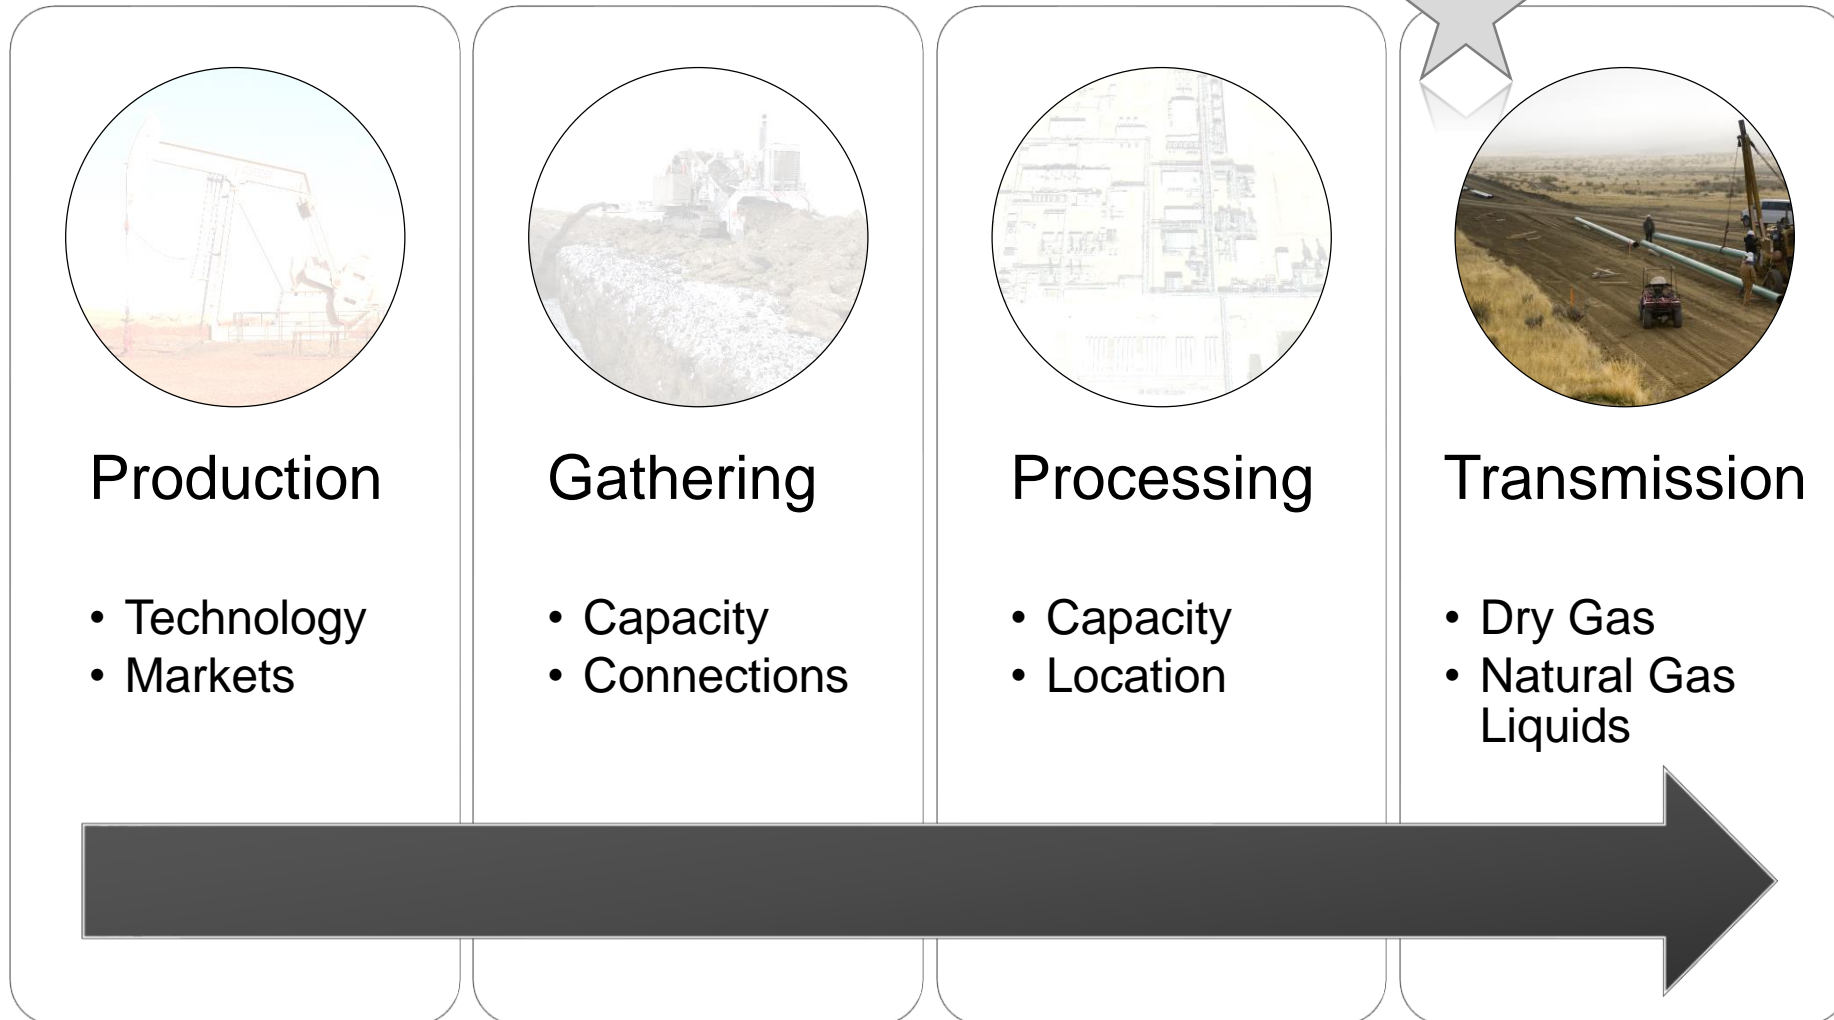 Production
• Technology
• Markets
Gathering
• Capacity
• Connections
Processing
• Capacity
• Location
Transmission
• Dry Gas
• Natural Gas
Liquids